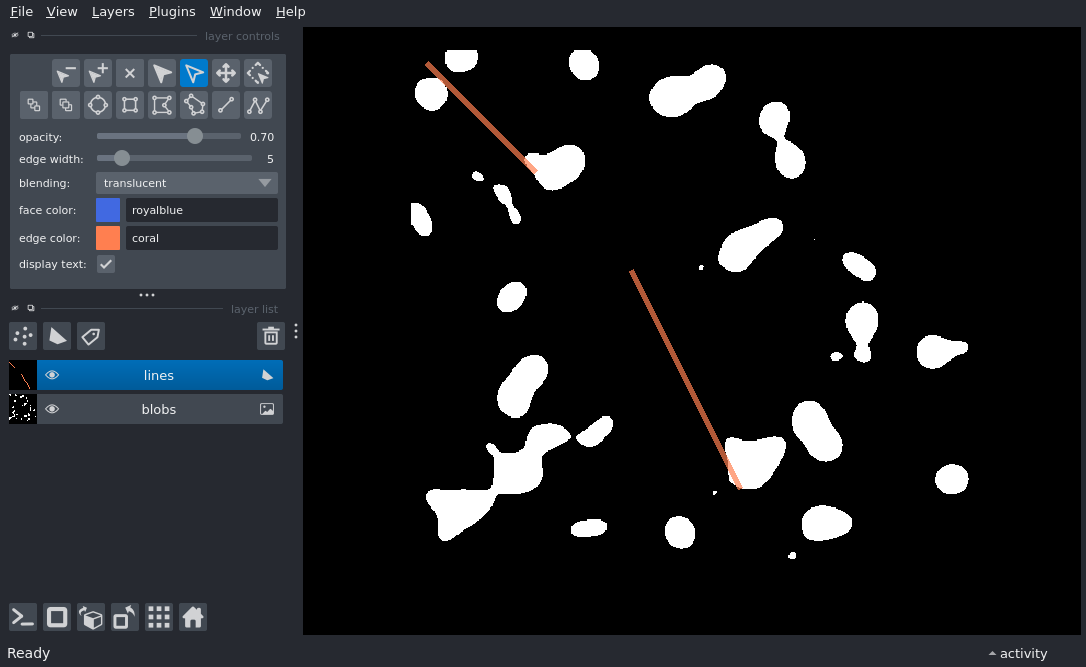 File View Layers Plugins Window Help
layer controls
opacity: 0.70
edge width: 5
blending: translucent
face color: royalblue
edge color: coral
display text:
layer list
lines
blobs
Ready activity